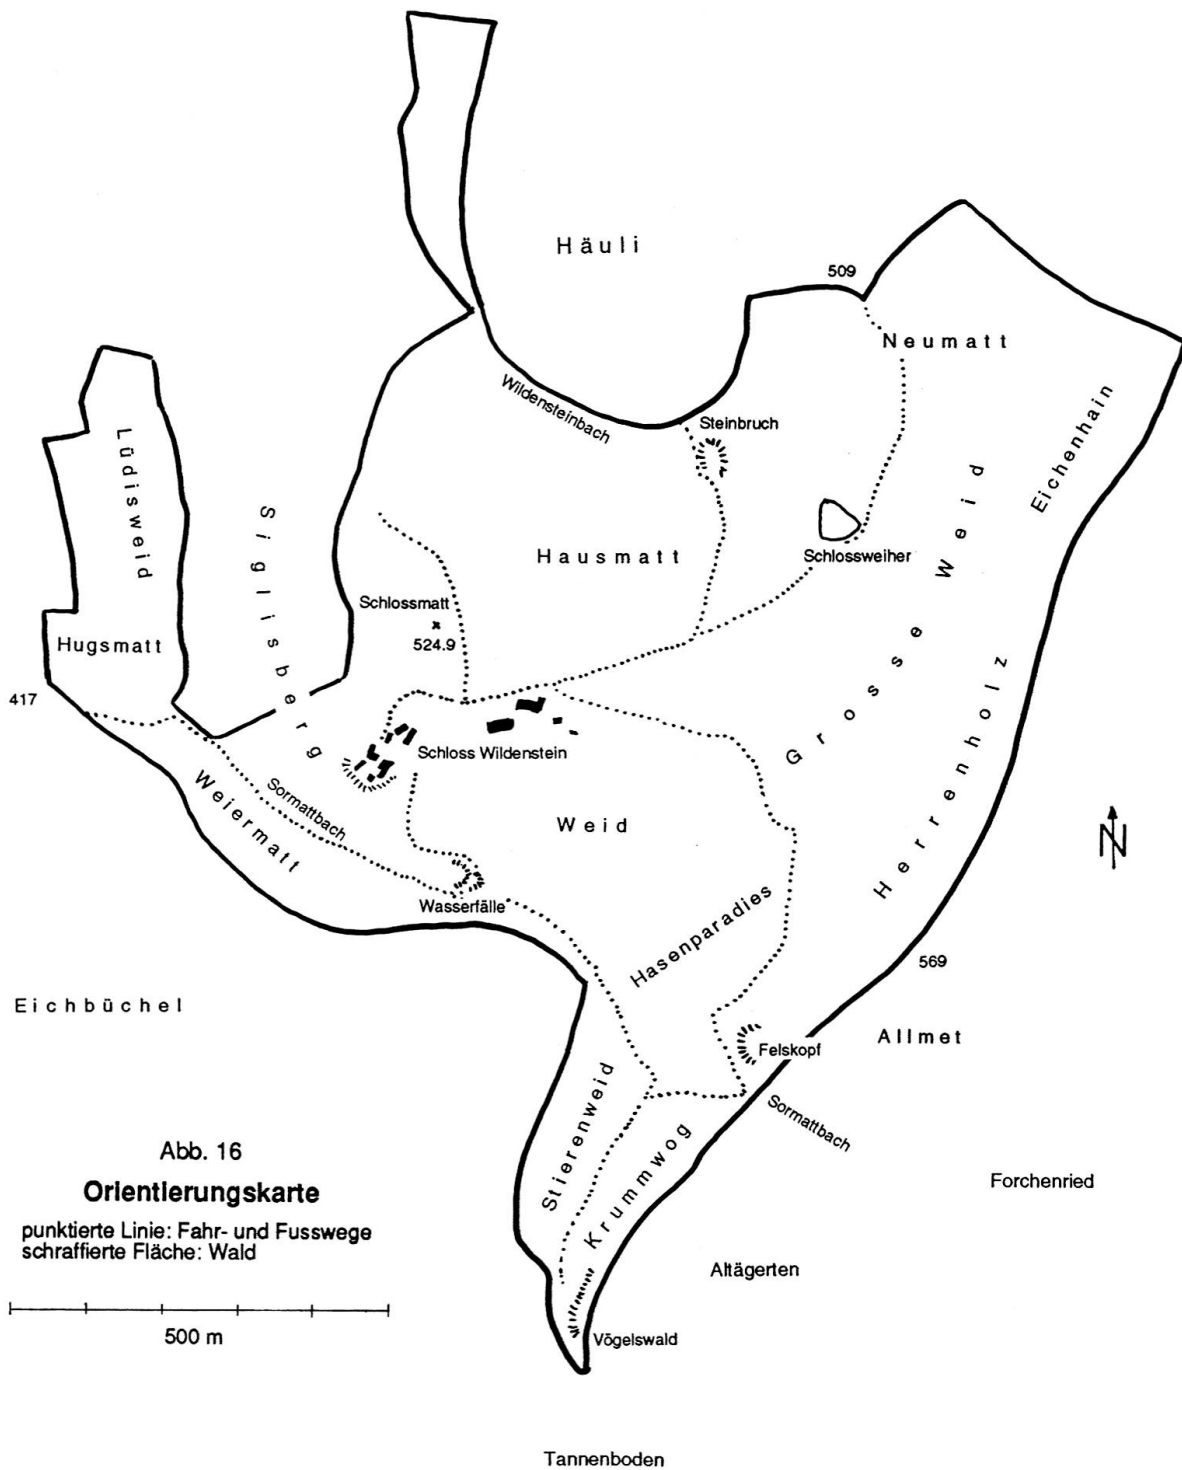 Häuli
509
Neumatt
Wildensteinbach
Steinbruch
Eichenhain
Lüdisweid
Siglisberg
Hausmatt
Schlossweiher
Grosse Weid
Schlossmatt
524.9
Hugsmatt
417
Schloss Wildenstein
Herrenholz
Sormattbach
Weiermatt
Weid
N
Wasserfälle
Hasenparadies
569
Eichbüchel
Allmet
Felskopf
Stierenweid
Sormattbach
Krummwog
Abb. 16
Orientierungskarte
punktierte Linie: Fahr- und Fusswege
schraffierte Fläche: Wald
Forchenried
Altägerten
500 m
Vögelswald
Tannenboden